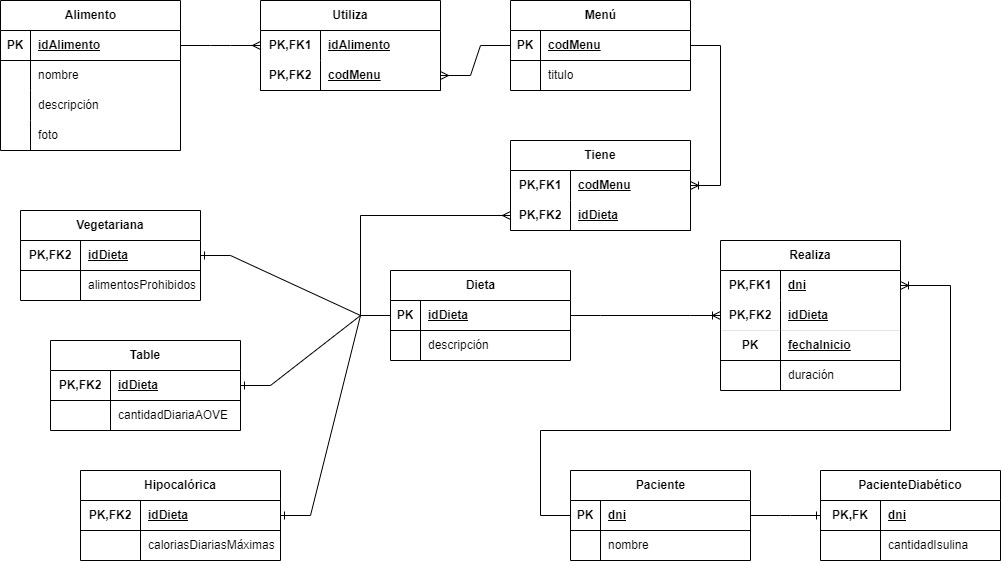 Alimento
PK idAlimento
nombre
descripción
foto
Utiliza
PK,FK1 idAlimento
PK,FK2 codMenu
Menú
PK codMenu
titulo
Tiene
PK,FK1 codMenu
PK,FK2 idDieta
Vegetariana
PK,FK2 idDieta
alimentosProhibidos
Dieta
PK idDieta
descripción
Realiza
PK,FK1 dni
PK,FK2 idDieta
PK fechaInicio
duración
Table
PK,FK2 idDieta
cantidadDiariaAOVE
Hipocalórica
PK,FK2 idDieta
caloriasDiariasMáximas
Paciente
PK dni
nombre
PacienteDiabético
PK,FK dni
cantidadIsulina